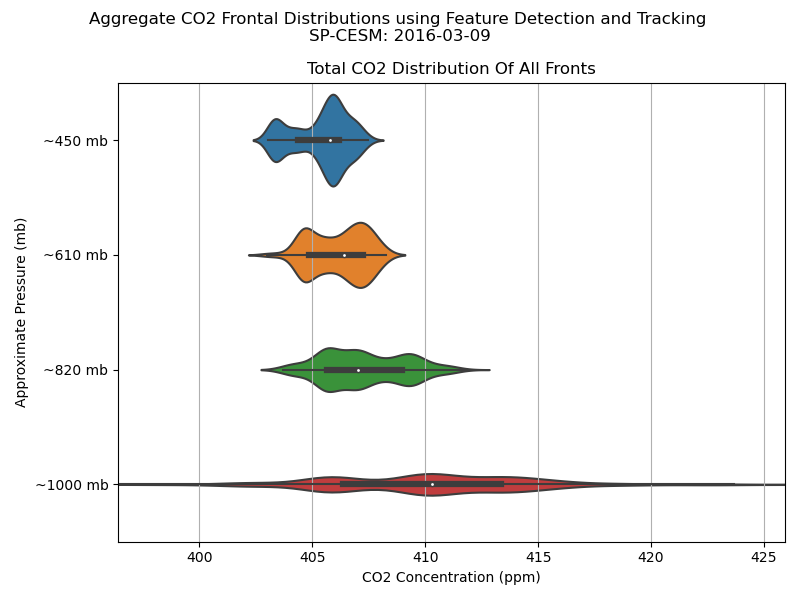 Aggregate CO2 Frontal Distributions using Feature Detection and Tracking
SP-CESM: 2016-03-09
Total CO2 Distribution Of All Fronts
Approximate Pressure (mb)
~450 mb
~610 mb
~820 mb
~1000 mb
400 405 410 415 420 425
CO2 Concentration (ppm)